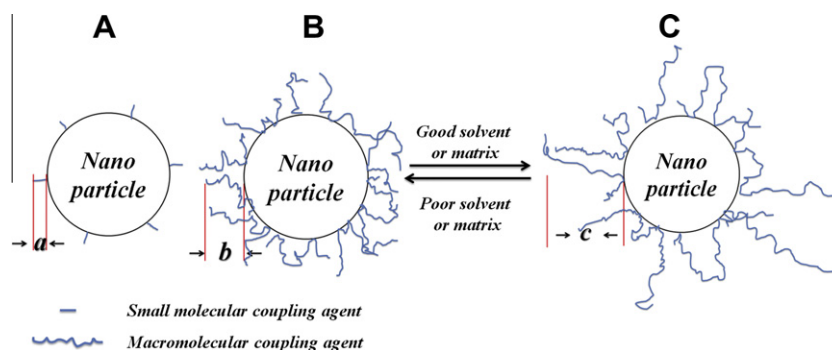 A
B
C
Nano
particle
Nano
particle
Good solvent
or matrix
Poor solvent
or matrix
Nano
particle
a
b
c
Small molecular coupling agent
Macromolecular coupling agent